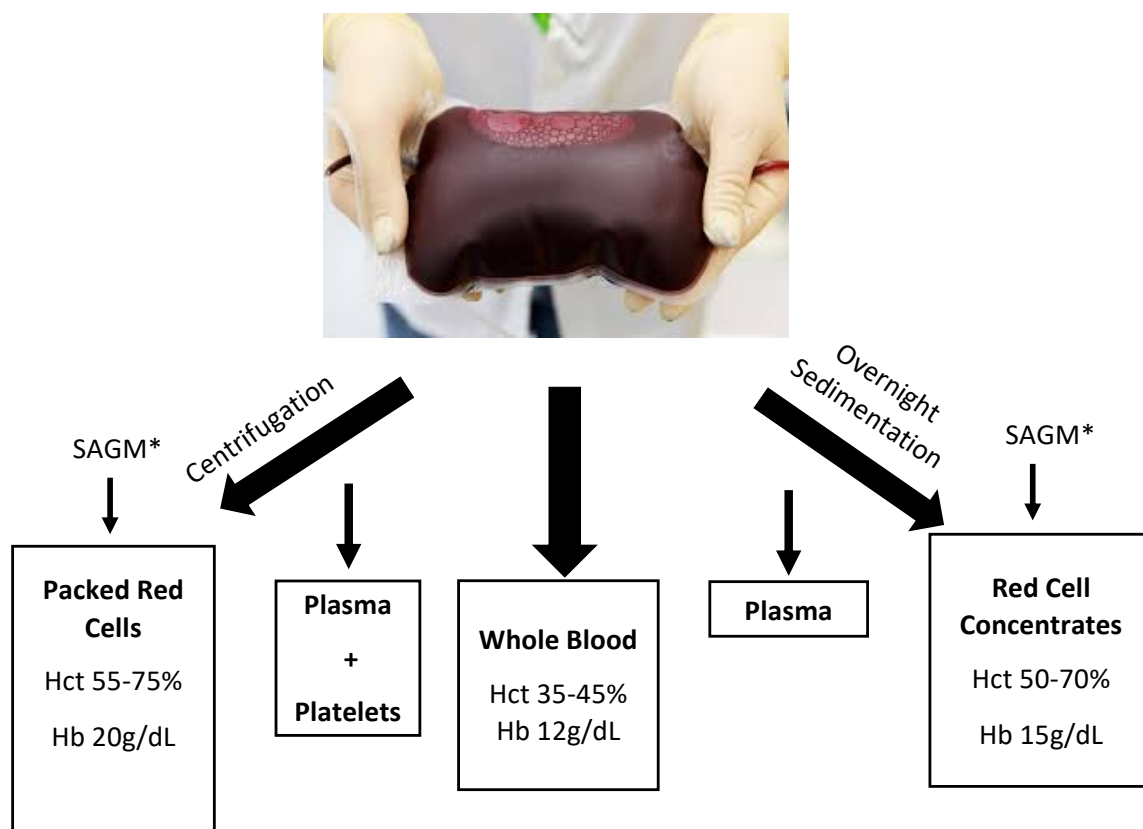 Centrifugation
Overnight
Sedimentation
SAGM*
SAGM*
Packed Red
Cells
Hct 55-75%
Hb 20g/dL
Plasma
+
Platelets
Whole Blood
Hct 35-45%
Hb 12g/dL
Plasma
Red Cell
Concentrates
Hct 50-70%
Hb 15g/dL